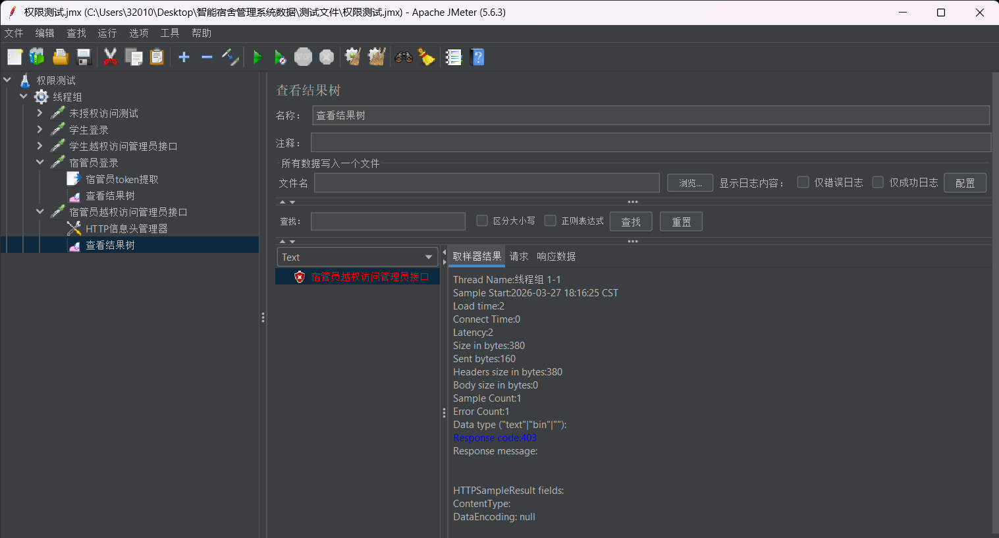 权限测试.jmx (C:\Users\32010\Desktop\智能宿舍管理系统数据\测试文件\权限测试.jmx) - Apache JMeter (5.6.3)
文件 编辑 查找 运行 选项 工具 帮助
STOP
权限测试
线程组
未授权访问测试
学生登录
学生越权访问管理员接口
宿管员登录
宿管员token提取
查看结果树
宿管员越权访问管理员接口
HTTP信息头管理器
查看结果树
查看结果树
名称： 查看结果树
注释：
所有数据写入一个文件
文件名 浏览... 显示日志内容： 仅错误日志 仅成功日志 配置
查找： 区分大小写 正则表达式 查找 重置
Text
宿管员越权访问管理员接口
取样器结果 请求 响应数据
Thread Name:线程组 1-1
Sample Start:2026-03-27 18:16:25 CST
Load time:2
Connect Time:0
Latency:2
Size in bytes:380
Sent bytes:160
Headers size in bytes:380
Body size in bytes:0
Sample Count:1
Error Count:1
Data type ("text"|"bin"|""):
Response code:403
Response message:
HTTPSampleResult fields:
ContentType:
DataEncoding: null